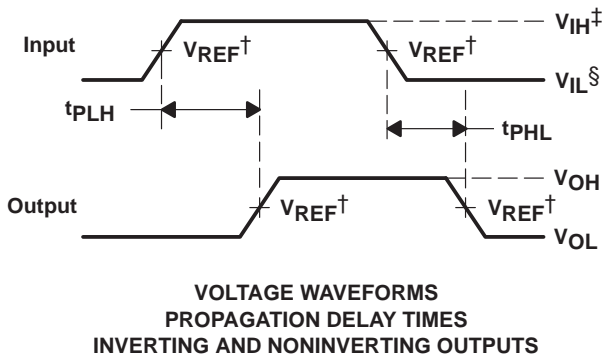 VIH‡
Input
VREF†
VREF†
VIL§
tPLH
tPHL
VOH
Output
VREF†
VREF†
VOL
VOLTAGE WAVEFORMS
PROPAGATION DELAY TIMES
INVERTING AND NONINVERTING OUTPUTS